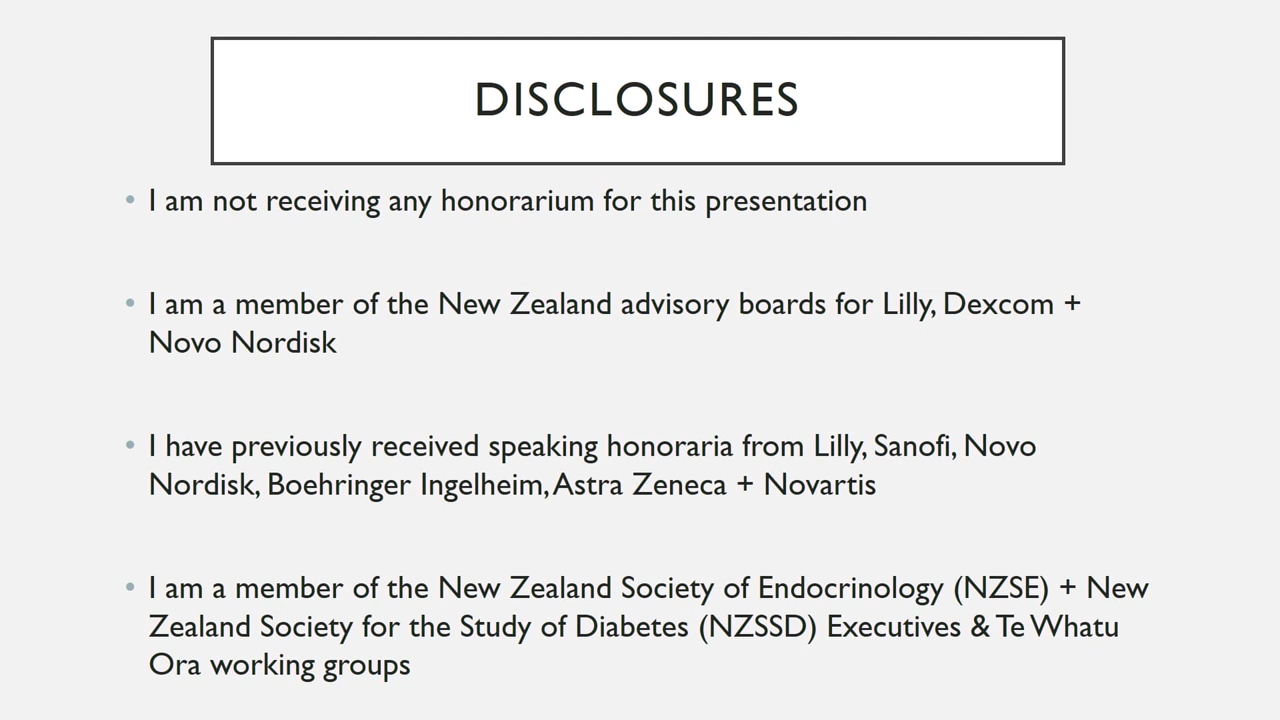 DISCLOSURES
• I am not receiving any honorarium for this presentation
• I am a member of the New Zealand advisory boards for Lilly, Dexcom +
Novo Nordisk
• I have previously received speaking honoraria from Lilly, Sanofi, Novo
Nordisk, Boehringer Ingelheim, Astra Zeneca + Novartis
• I am a member of the New Zealand Society of Endocrinology (NZSE) + New
Zealand Society for the Study of Diabetes (NZSSD) Executives & Te Whatu
Ora working groups